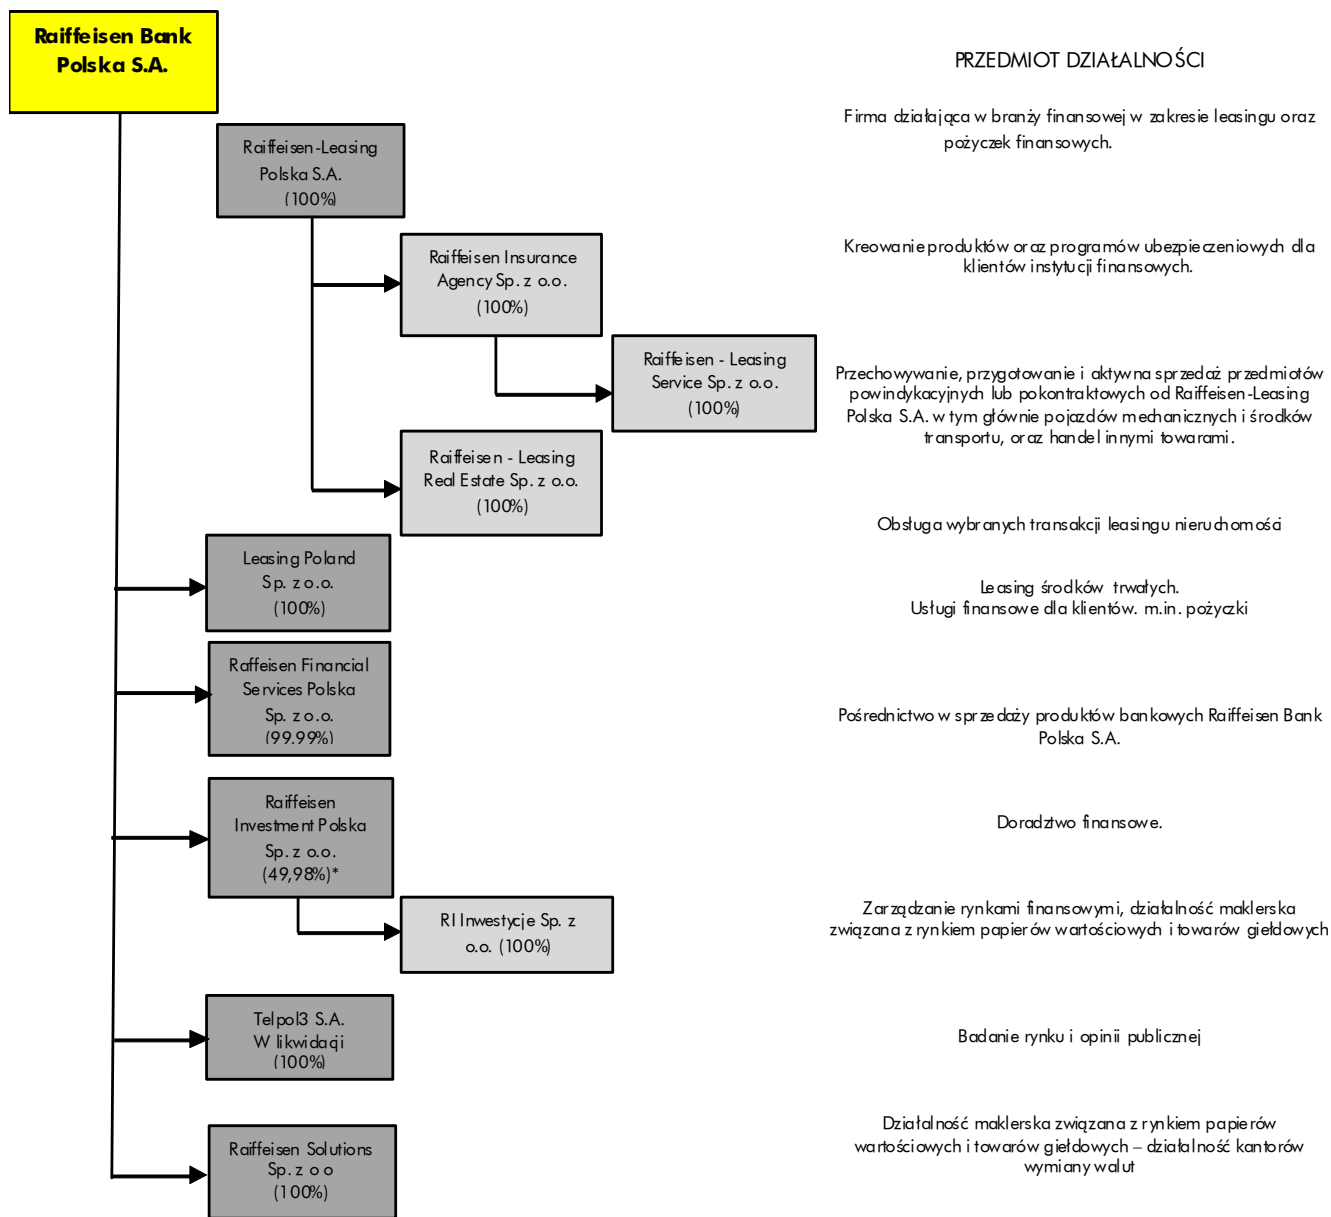 Raiffeisen Bank
Polska S.A.
PRZEDMIOT DZIAŁALNOŚCI
Raiffeisen-Leasing
Polska S.A.
(100%)
Firma działająca w branży finansowej w zakresie leasingu oraz
pożyczek finansowych.
Raiffeisen Insurance
Agency Sp. z o.o.
(100%)
Kreowanie produktów oraz programów ubezpieczeniowych dla
klientów instytucji finansowych.
Raiffeisen - Leasing
Service Sp. z o.o.
(100%)
Przechowywanie, przygotowanie i aktywna sprzedaż przedmiotów
powindykacyjnych lub pokontraktowych od Raiffeisen-Leasing
Polska S.A. w tym głównie pojazdów mechanicznych i środków
transportu, oraz handel innymi towarami.
Raiffeisen - Leasing
Real Estate Sp. z o.o.
(100%)
Obsługa wybranych transakcji leasingu nieruchomości
Leasing Poland
Sp. z o.o.
(100%)
Leasing środków trwałych.
Usługi finansowe dla klientów. m.in. pożyczki
Raffeisen Financial
Services Polska
Sp. z o.o.
(99.99%)
Pośrednictwo w sprzedaży produktów bankowych Raiffeisen Bank
Polska S.A.
Raiffeisen
Investment Polska
Sp. z o.o.
(49,98%)*
Doradztwo finansowe.
RI Inwestycje Sp. z
o.o. (100%)
Zarządzanie rynkami finansowymi, działalność maklerska
związana z rynkiem papierów wartościowych i towarów giełdowych
Telpol3 S.A.
W likwidacji
(100%)
Badanie rynku i opinii publicznej
Raiffeisen Solutions
Sp. z o o
(100%)
Działalność maklerska związana z rynkiem papierów
wartościowych i towarów giełdowych – działalność kantorów
wymiany walut